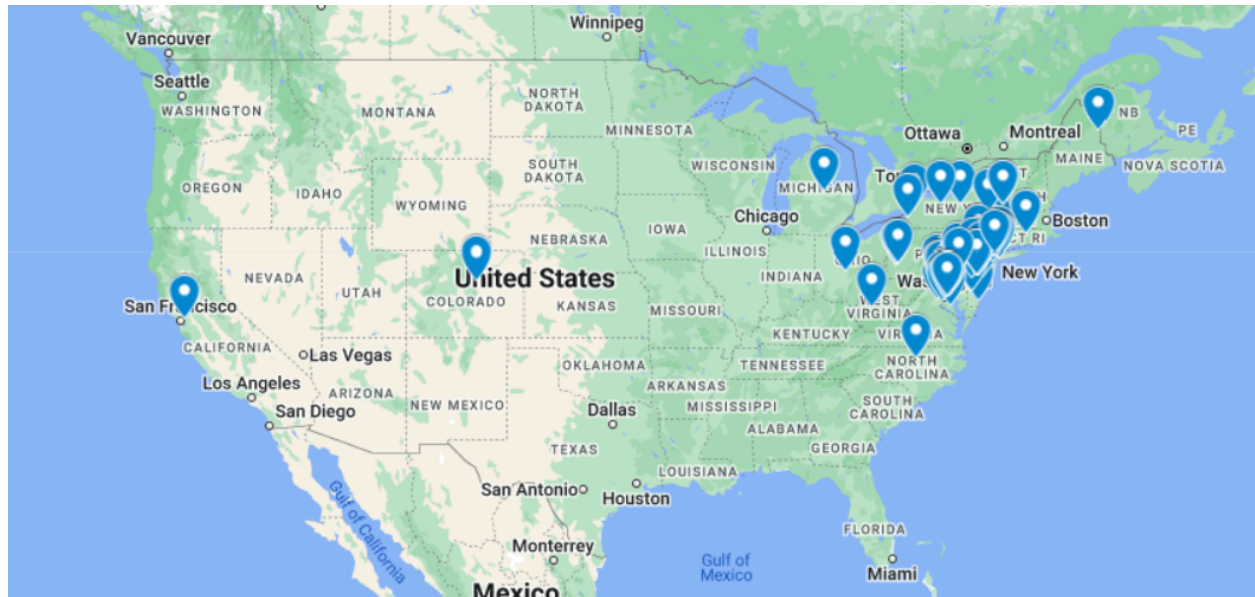 Winnipeg
Vancouver
Seattle
WASHINGTON
MONTANA
NORTH
DAKOTA
MINNESOTA
Ottawa
Montreal
NB
PE
MAINE
NOVA SCOTIA
OREGON
IDAHO
WYOMING
SOUTH
DAKOTA
WISCONSIN
MICHIGAN
Chicago
Boston
NEBRASKA
IOWA
ILLINOIS
INDIANA
OHIO
CT RI
New York
NEVADA
UTAH
COLORADO
United States
KANSAS
MISSOURI
WEST
VIRGINIA
KENTUCKY
San Francisco
CALIFORNIA
Las Vegas
Los Angeles
San Diego
ARIZONA
NEW MEXICO
OKLAHOMA
ARKANSAS
TENNESSEE
NORTH
CAROLINA
SOUTH
CAROLINA
MISSISSIPPI
ALABAMA
GEORGIA
Dallas
TEXAS
LOUISIANA
San Antonio
Houston
FLORIDA
Miami
Monterrey
Gulf of
Mexico
Gulf of California
Mexico